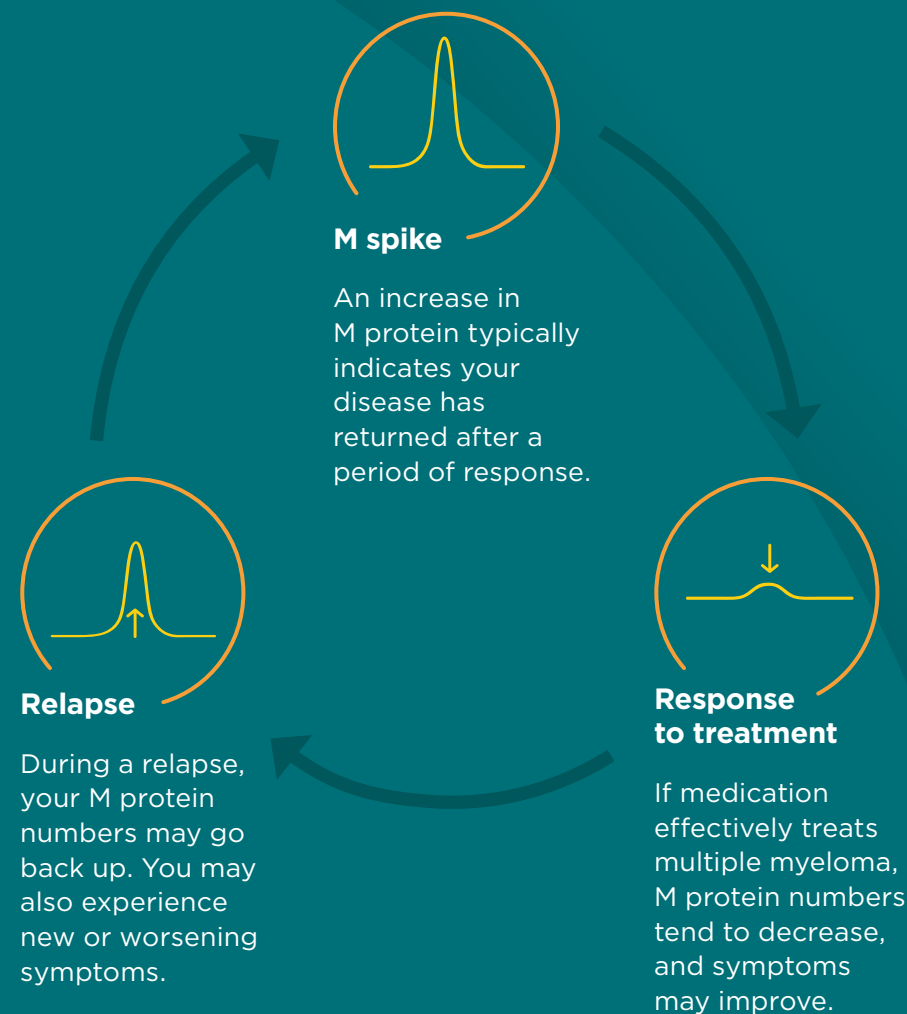 M spike
An increase in
M protein typically
indicates your
disease has
returned after a
period of response.
Relapse
During a relapse,
your M protein
numbers may go
back up. You may
also experience
new or worsening
symptoms.
Response
to treatment
If medication
effectively treats
multiple myeloma,
M protein numbers
tend to decrease,
and symptoms
may improve.